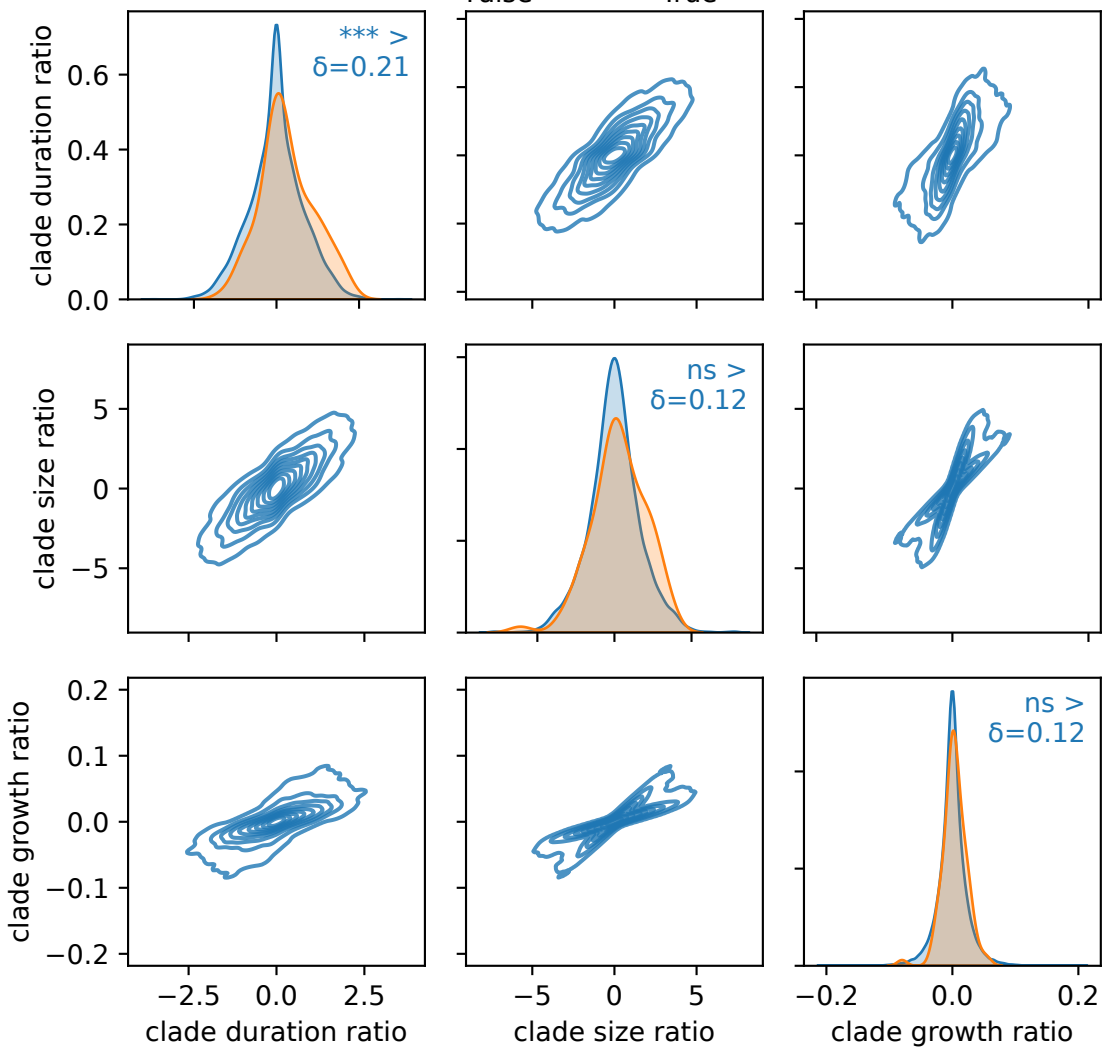 True
clade duration ratio
0.6
0.4
0.2
0.0
*** >
δ=0.21
clade size ratio
5
0
−5
ns >
δ=0.12
clade growth ratio
0.2
0.1
0.0
−0.1
−0.2
ns >
δ=0.12
−2.5 0.0 2.5
−5 0 5
−0.2 0.0 0.2
clade duration ratio
clade size ratio
clade growth ratio